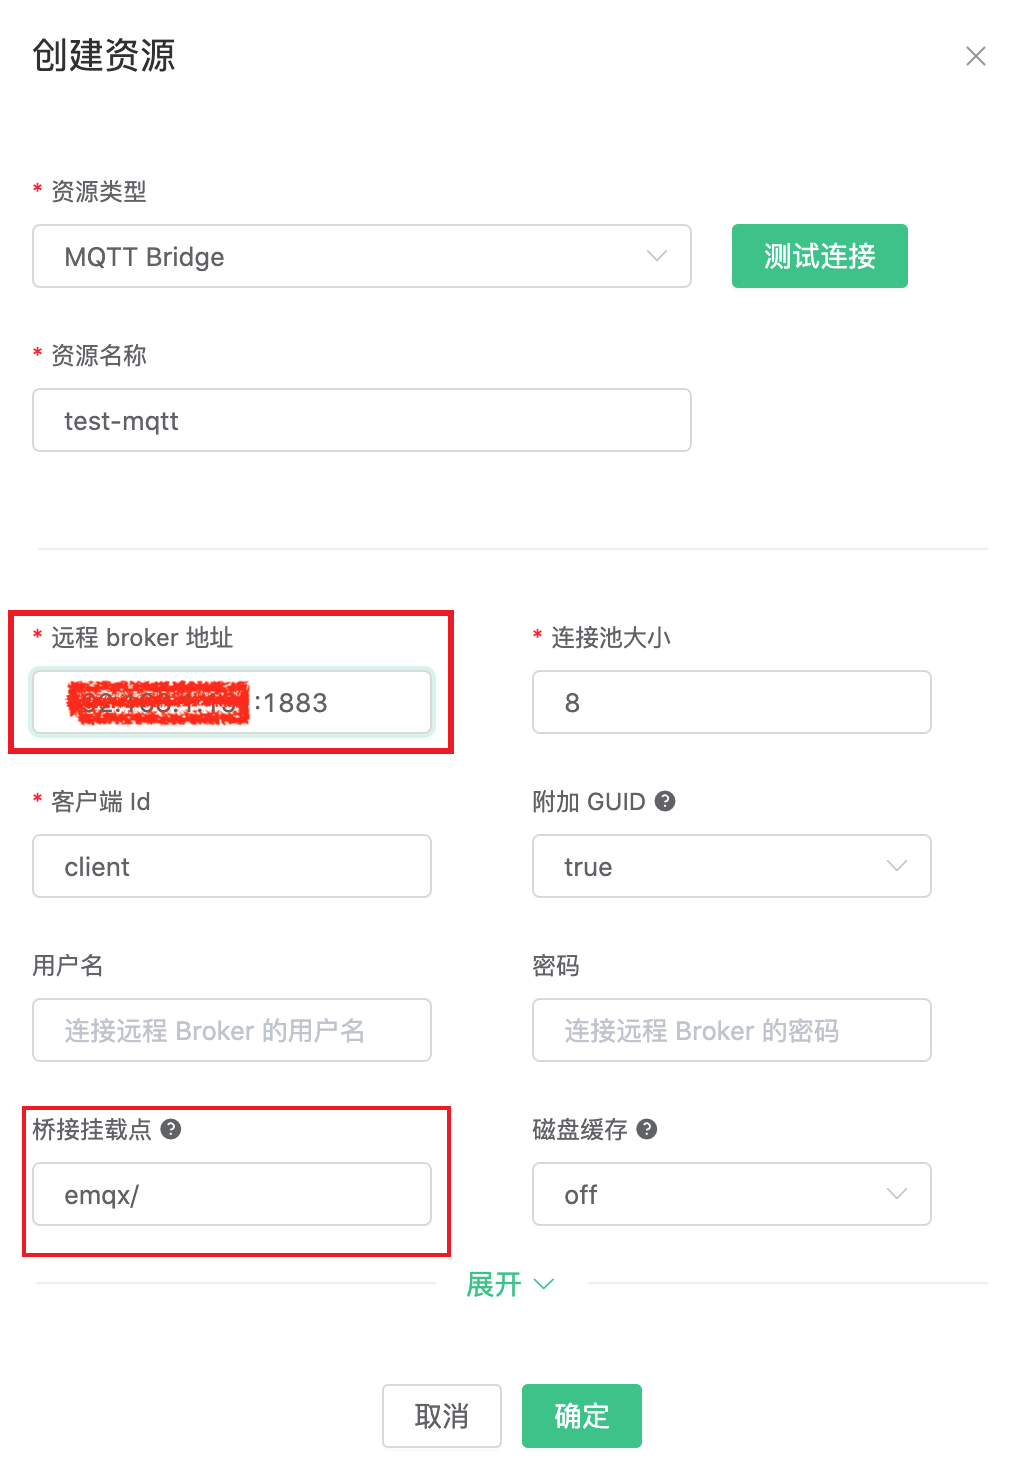 创建资源
* 资源类型
MQTT Bridge
测试连接
* 资源名称
test-mqtt
* 远程 broker 地址
* 连接池大小
:1883
8
* 客户端 Id
附加 GUID ?
client
true
用户名
密码
连接远程 Broker 的用户名
连接远程 Broker 的密码
桥接挂载点 ?
磁盘缓存 ?
emqx/
off
展开
取消
确定